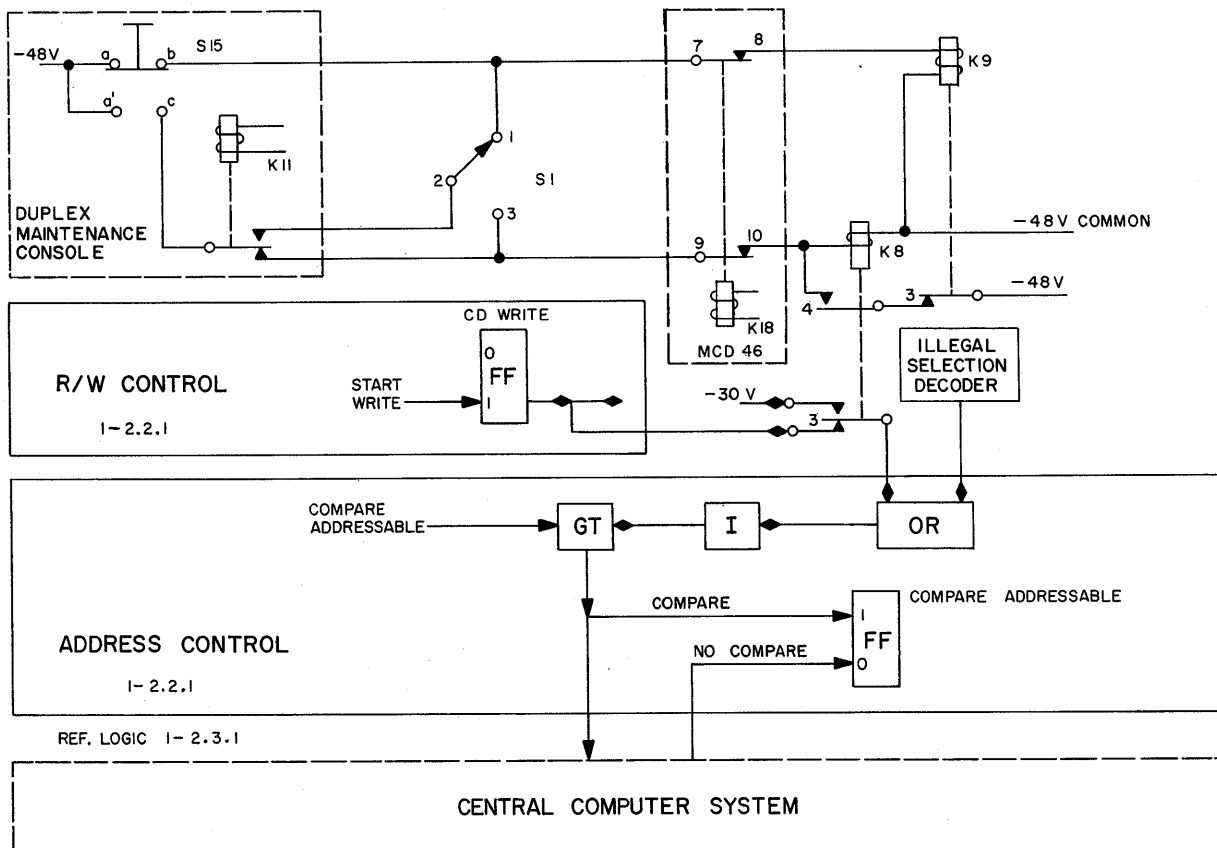 -48V
a
b
S15
a'
c
K11
DUPLEX
MAINTENANCE
CONSOLE
1
2
S1
3
7
8
9
10
K18
MCD 46
K9
K8
-48V COMMON
3
-48V
4
ILLEGAL
SELECTION
DECODER
CD WRITE
0
FF
1
START
WRITE
R/W CONTROL
1-2.2.1
-30 V
3
COMPARE
ADDRESSABLE
GT
I
OR
COMPARE
COMPARE ADDRESSABLE
1
FF
0
NO COMPARE
ADDRESS CONTROL
1-2.2.1
REF. LOGIC 1-2.3.1
CENTRAL COMPUTER SYSTEM